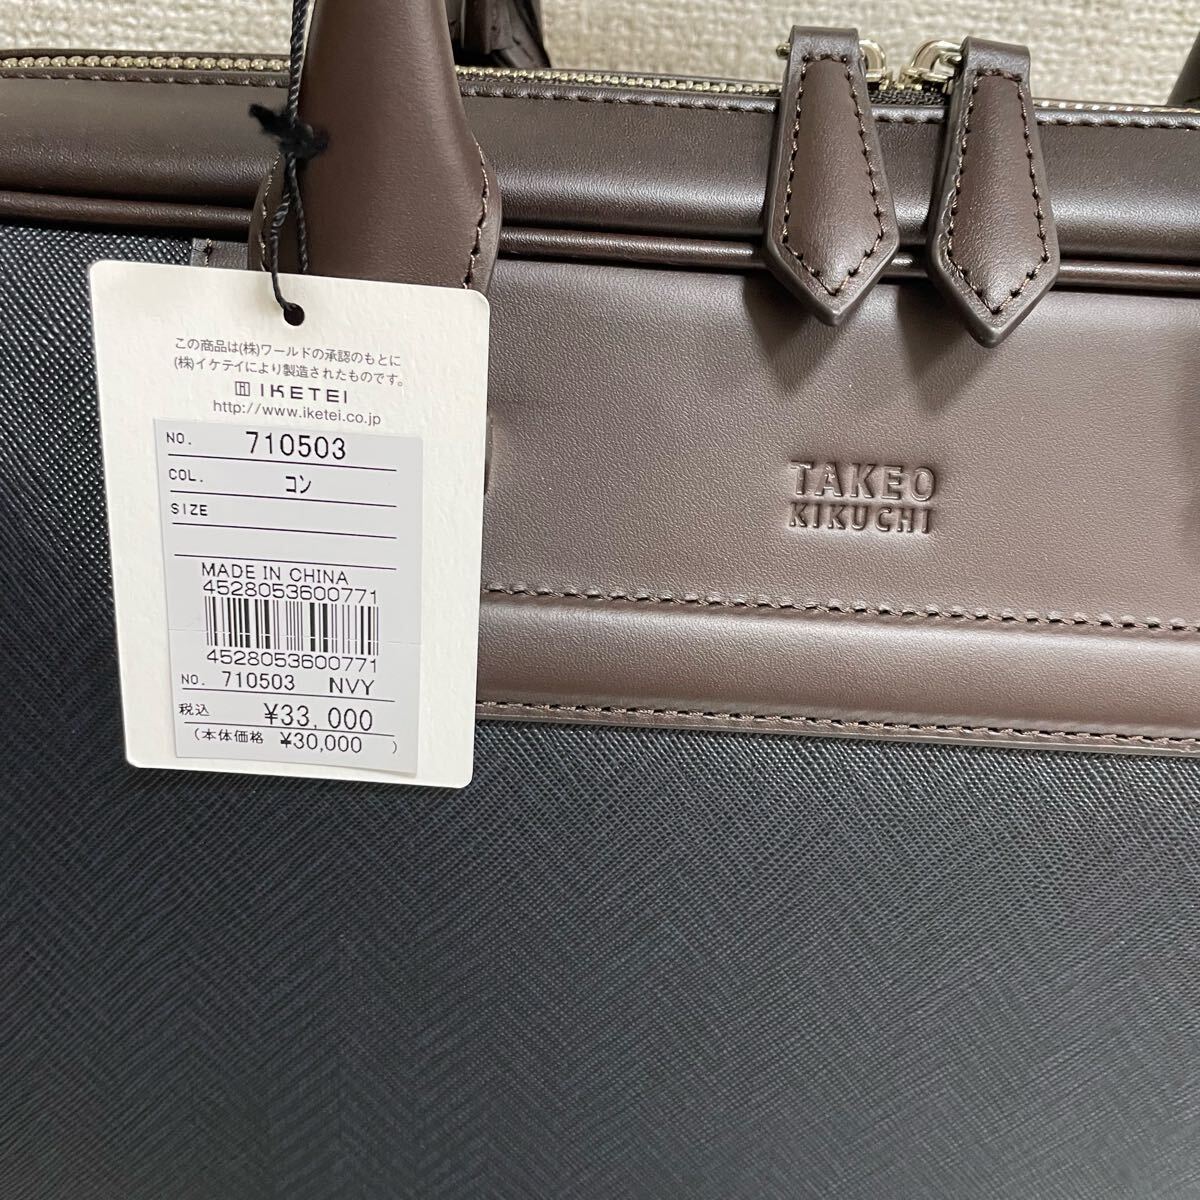 この商品は(株)ワールドの承認のもとに
(株)イケテイにより製造されたものです。
IKETEI
http://www.iketei.co.jp
NO. 710503
COL. コン
SIZE
MADE IN CHINA
4528053600771
4528053600771
NO. 710503 NVY
税込 ¥33,000
(本体価格 ¥30,000 )
TAKEO
KIKUCHI